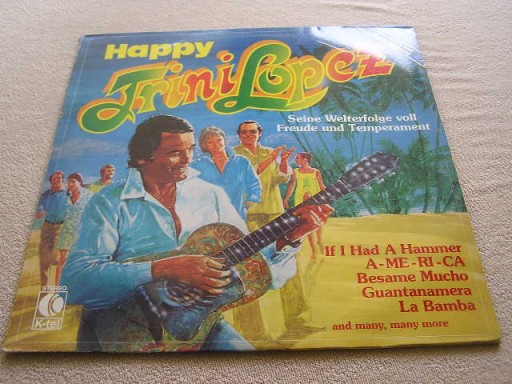 Happy
Trini Lopez
Seine Welterfolge voll
Freude und Temperament
If I Had A Hammer
A-ME-RI-CA
Besame Mucho
Guantanamera
La Bamba
and many, many more
STEREO
K
K-tel